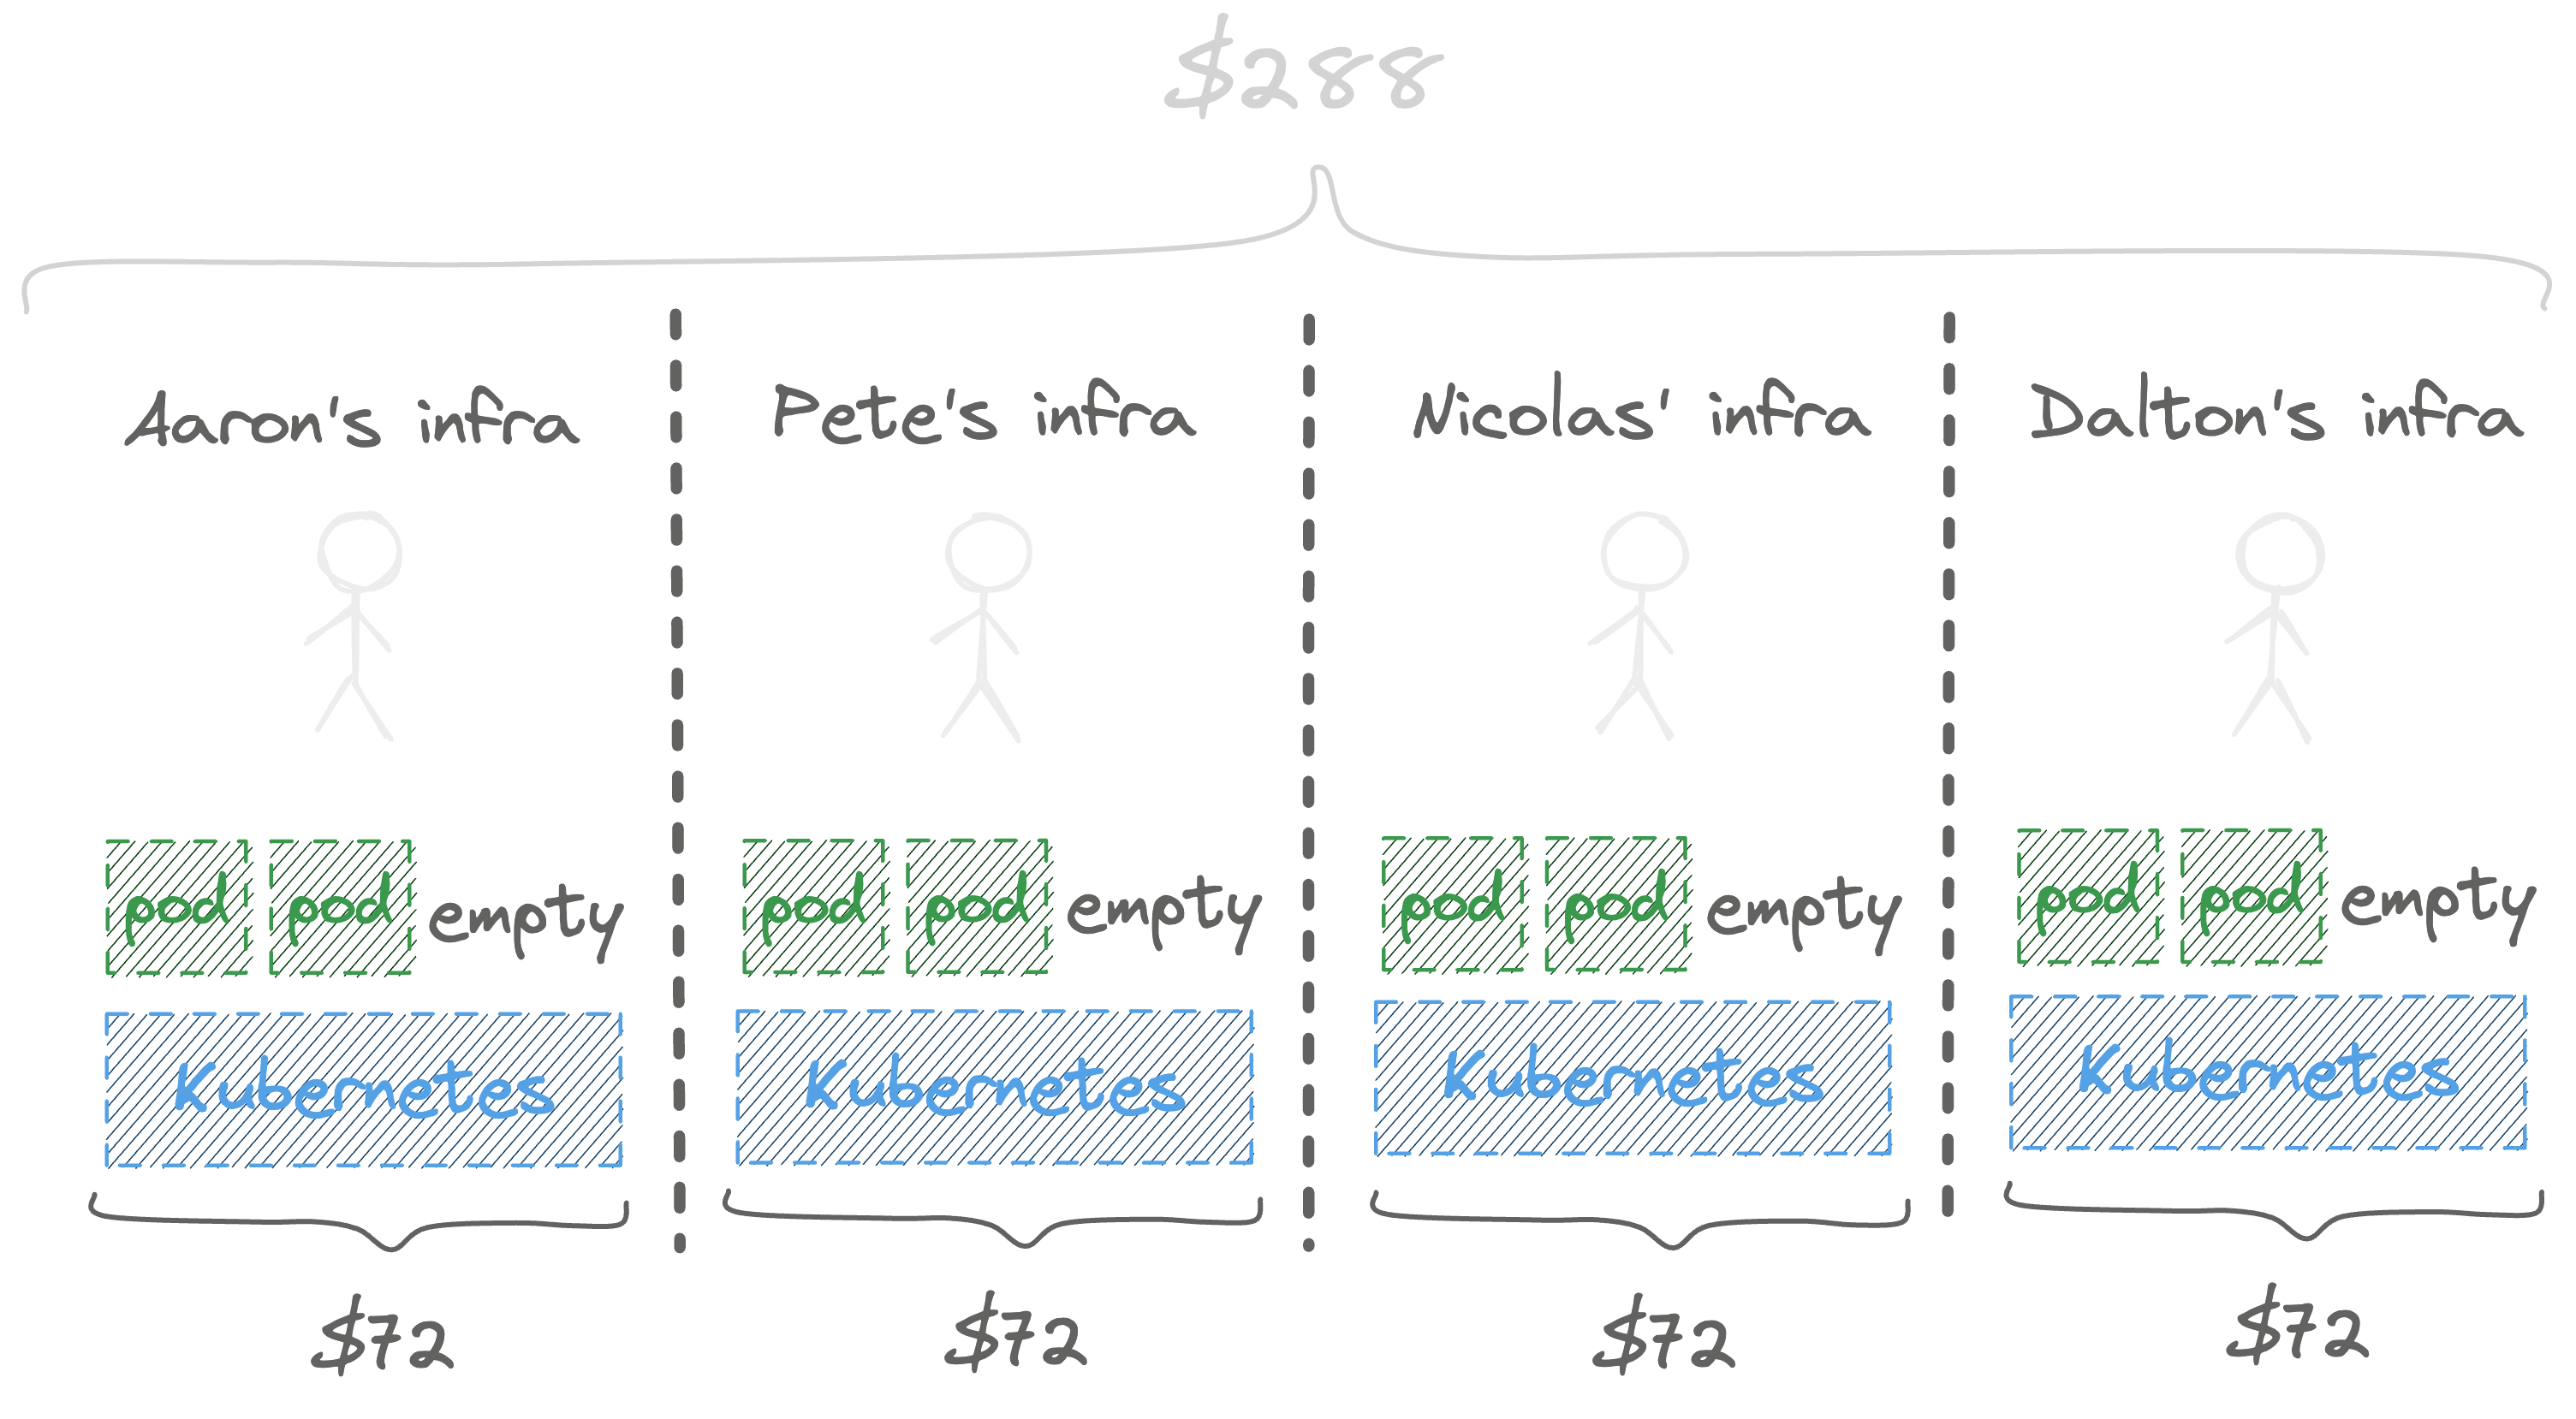 $288
Aaron's infra
Pete's infra
Nicolas' infra
Dalton's infra
pod pod empty
pod pod empty
pod pod empty
pod pod empty
Kubernetes
Kubernetes
Kubernetes
Kubernetes
$72
$72
$72
$72